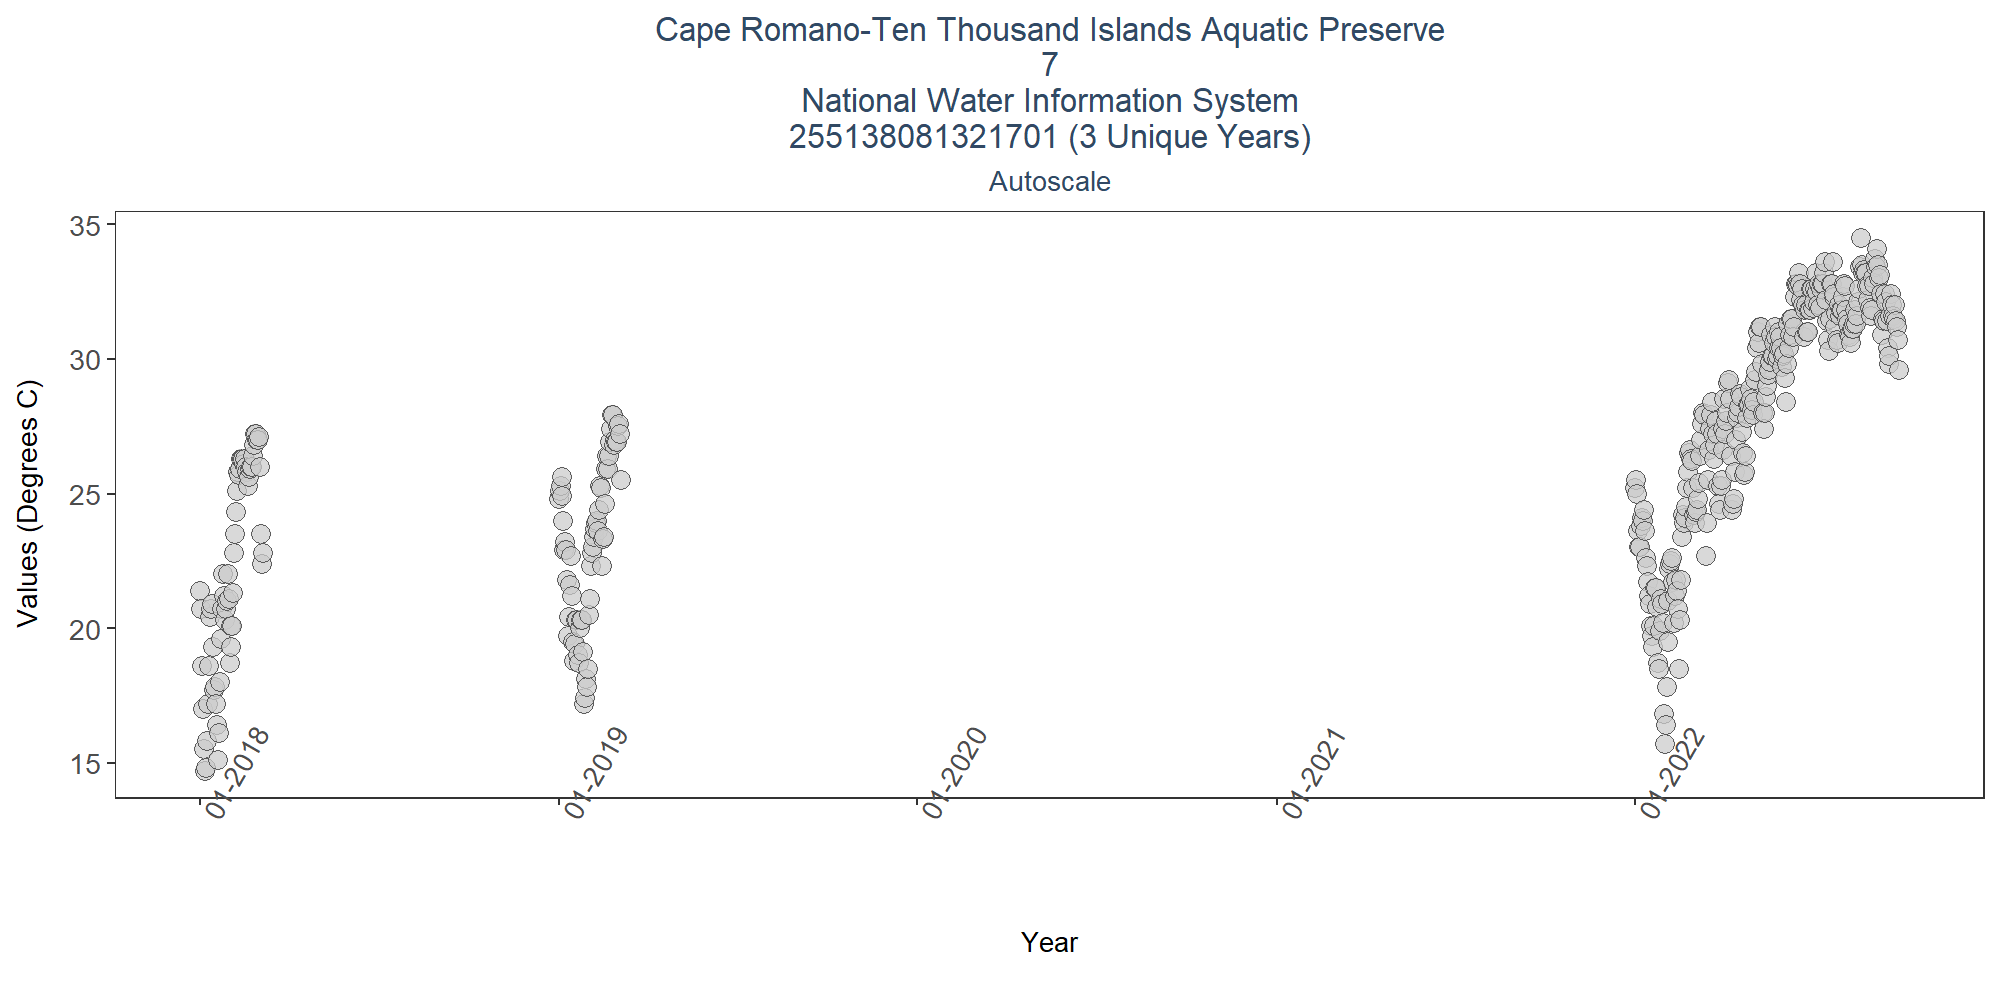 Cape Romano-Ten Thousand Islands Aquatic Preserve
7
National Water Information System
255138081321701 (3 Unique Years)
Autoscale
Values (Degrees C)
35
30
25
20
15
01-2018
01-2019
01-2020
01-2021
01-2022
Year